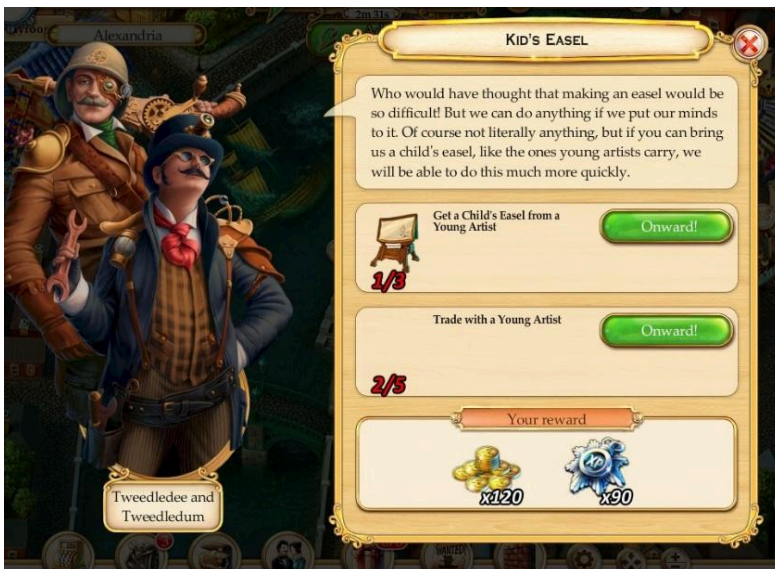 2m 31s
Alexandria
KID'S EASEL
Who would have thought that making an easel would be
so difficult! But we can do anything if we put our minds
to it. Of course not literally anything, but if you can bring
us a child's easel, like the ones young artists carry, we
will be able to do this much more quickly.
Get a Child's Easel from a
Young Artist
Onward!
1/3
Trade with a Young Artist
Onward!
2/5
Your reward
XP
x120
x90
Tweedledee and
Tweedledum
WANTED